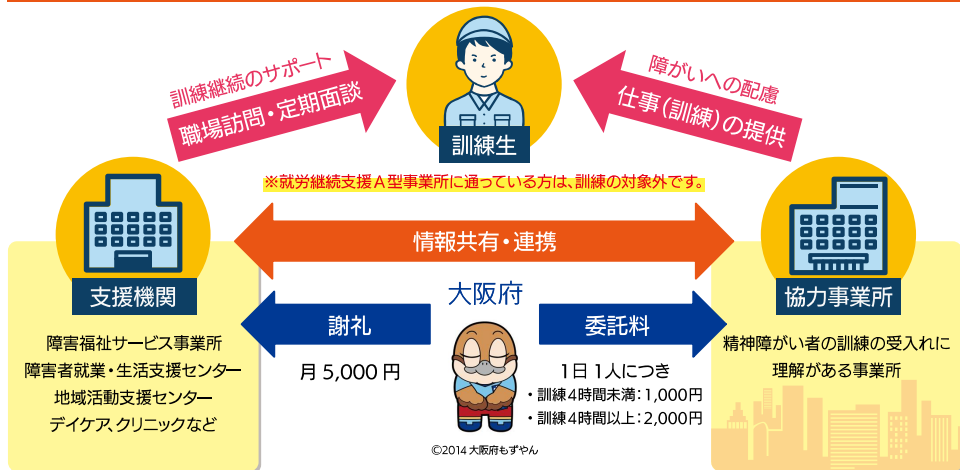 訓練継続のサポート
職場訪問・定期面談
訓練生
障がいへの配慮
仕事(訓練)の提供
※就労継続支援A型事業所に通っている方は、訓練の対象外です。
情報共有・連携
支援機関
障害福祉サービス事業所
障害者就業・生活支援センター
地域活動支援センター
デイケア、クリニックなど
大阪府
謝礼
月5,000円
委託料
1日1人につき
・訓練4時間未満:1,000円
・訓練4時間以上:2,000円
©2014 大阪府もずやん
協力事業所
精神障がい者の訓練の受入れに
理解がある事業所